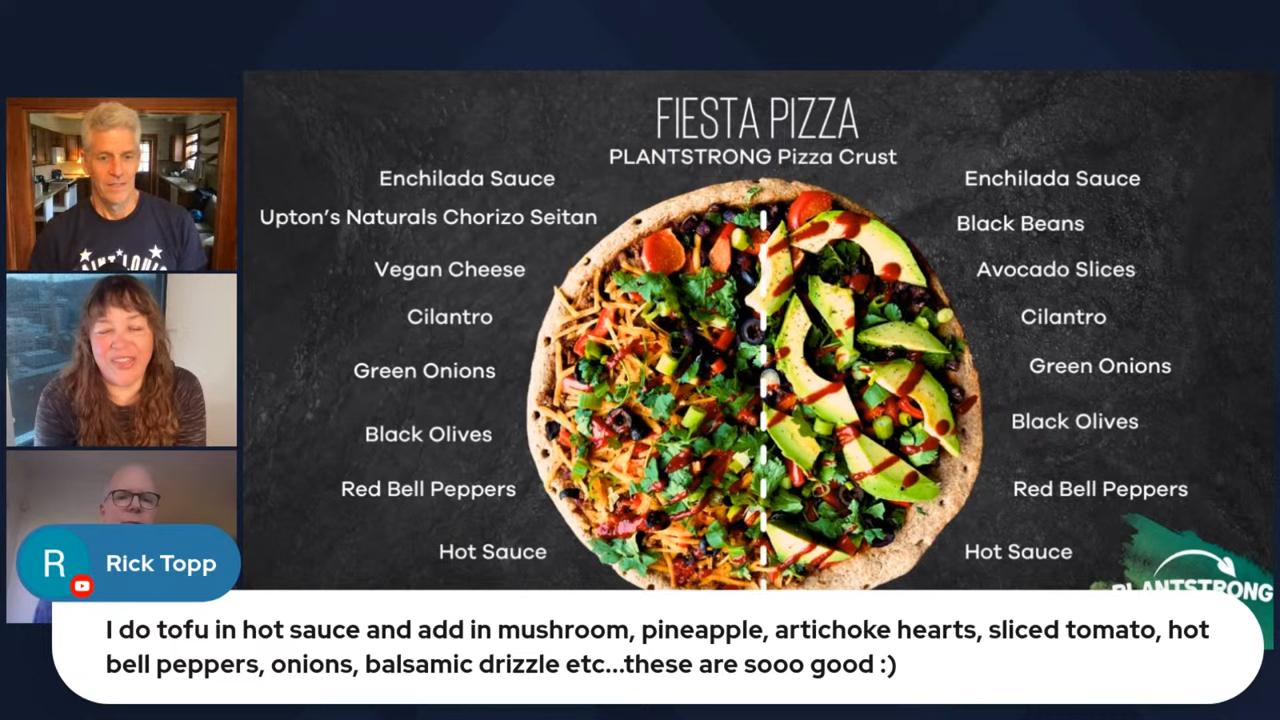 FIESTA PIZZA
PLANTSTRONG Pizza Crust
Enchilada Sauce
Upton's Naturals Chorizo Seitan
Vegan Cheese
Cilantro
Green Onions
Black Olives
Red Bell Peppers
Hot Sauce
Enchilada Sauce
Black Beans
Avocado Slices
Cilantro
Green Onions
Black Olives
Red Bell Peppers
Hot Sauce
PLANTSTRONG
R
Rick Topp
I do tofu in hot sauce and add in mushroom, pineapple, artichoke hearts, sliced tomato, hot
bell peppers, onions, balsamic drizzle etc...these are sooo good :)